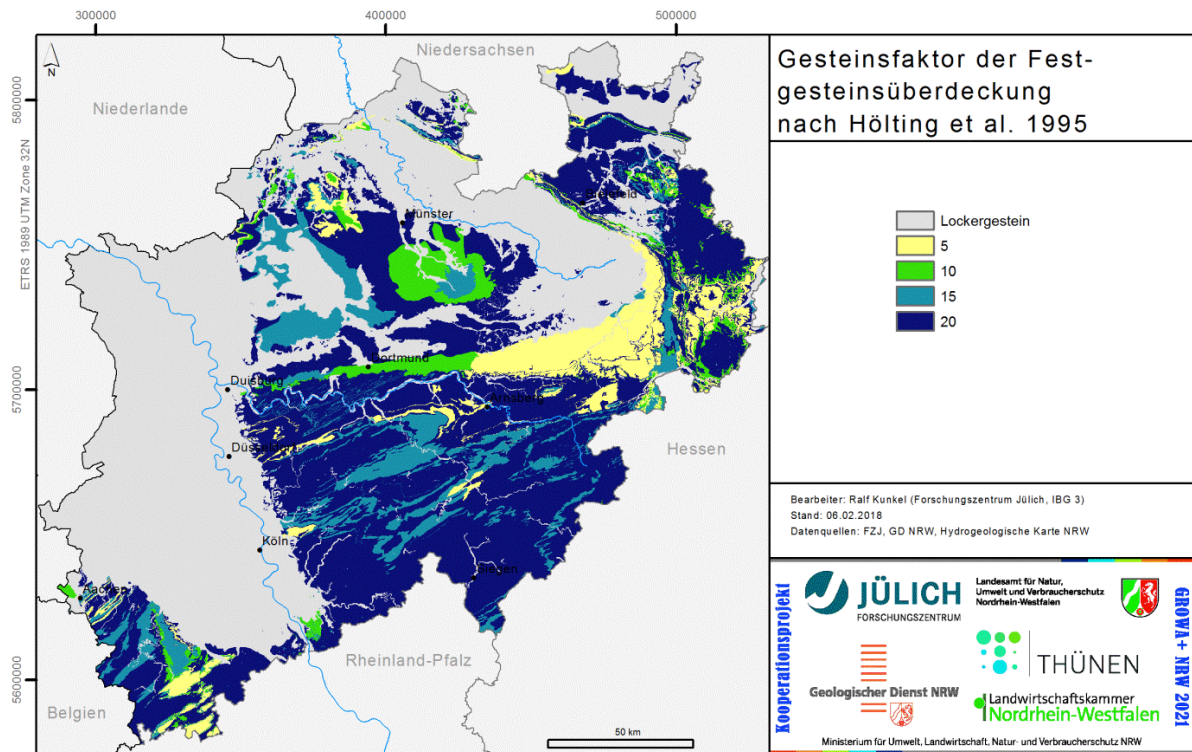 300000
400000
500000
Niedersachsen
Niederlande
5800000
ETRS 1989 UTM Zone 32N
N
Bielefeld
Münster
Dortmund
Duisburg
5700000
Arnsberg
Düsseldorf
Hessen
Köln
Siegen
Aachen
Rheinland-Pfalz
5600000
Belgien
50 km
Gesteinsfaktor der Fest-
gesteinsüberdeckung
nach Hölting et al. 1995
Lockergestein
5
10
15
20
Bearbeiter: Ralf Kunkel (Forschungszentrum Jülich, IBG 3)
Stand: 06.02.2018
Datenquellen: FZJ, GD NRW, Hydrogeologische Karte NRW
Kooperationsprojekt
JÜLICH
FORSCHUNGSZENTRUM
Landesamt für Natur,
Umwelt und Verbraucherschutz
Nordrhein-Westfalen
GROWA+ NRW 2021
THÜNEN
Geologischer Dienst NRW
Landwirtschaftskammer
Nordrhein-Westfalen
Ministerium für Umwelt, Landwirtschaft, Natur- und Verbraucherschutz NRW